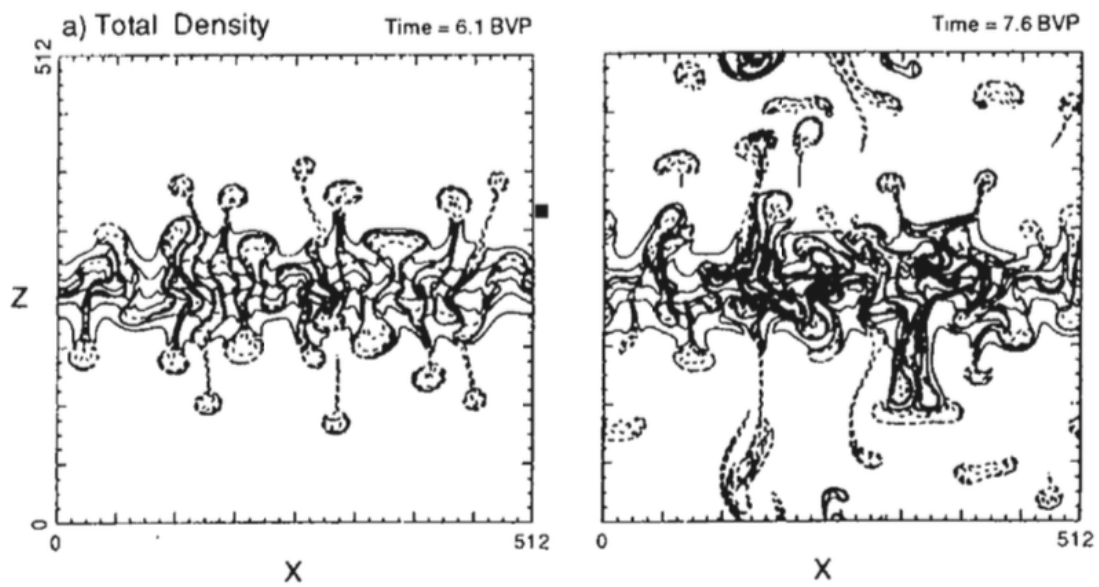 a) Total Density Time = 6.1 BVP Time = 7.6 BVP
512
Z
0
0 512 0 512
X X